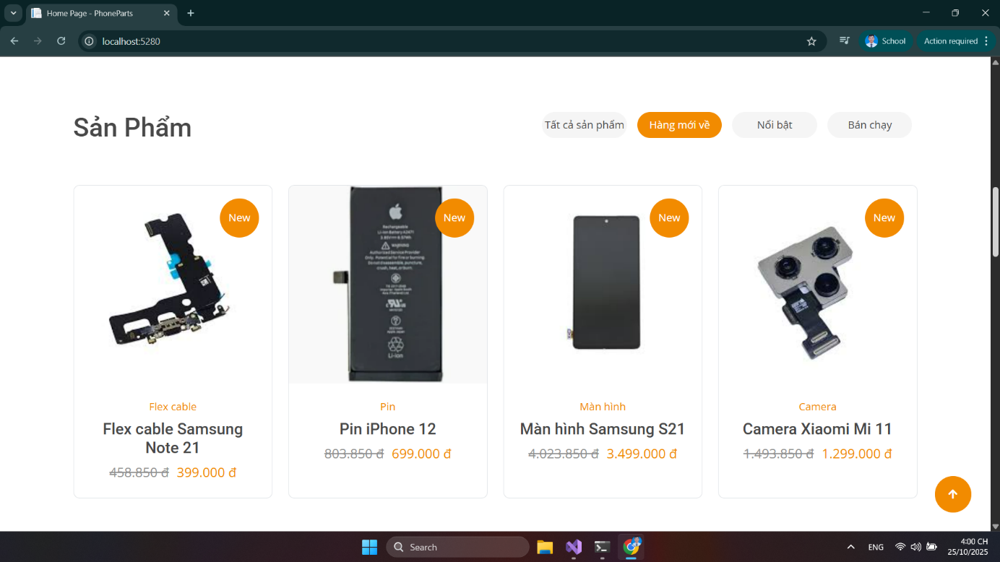 Home Page - PhoneParts
localhost:5280
School
Action required
Sản Phẩm
Tất cả sản phẩm
Hàng mới về
Nổi bật
Bán chạy
New
New
New
New
Rechargeable
Li-ion
Flex cable
Flex cable Samsung
Note 21
458.850 đ 399.000 đ
Pin
Pin iPhone 12
803.850 đ 699.000 đ
Màn hình
Màn hình Samsung S21
4.023.850 đ 3.499.000 đ
Camera
Camera Xiaomi Mi 11
1.493.850 đ 1.299.000 đ
Search
ENG
4:00 CH
25/10/2025